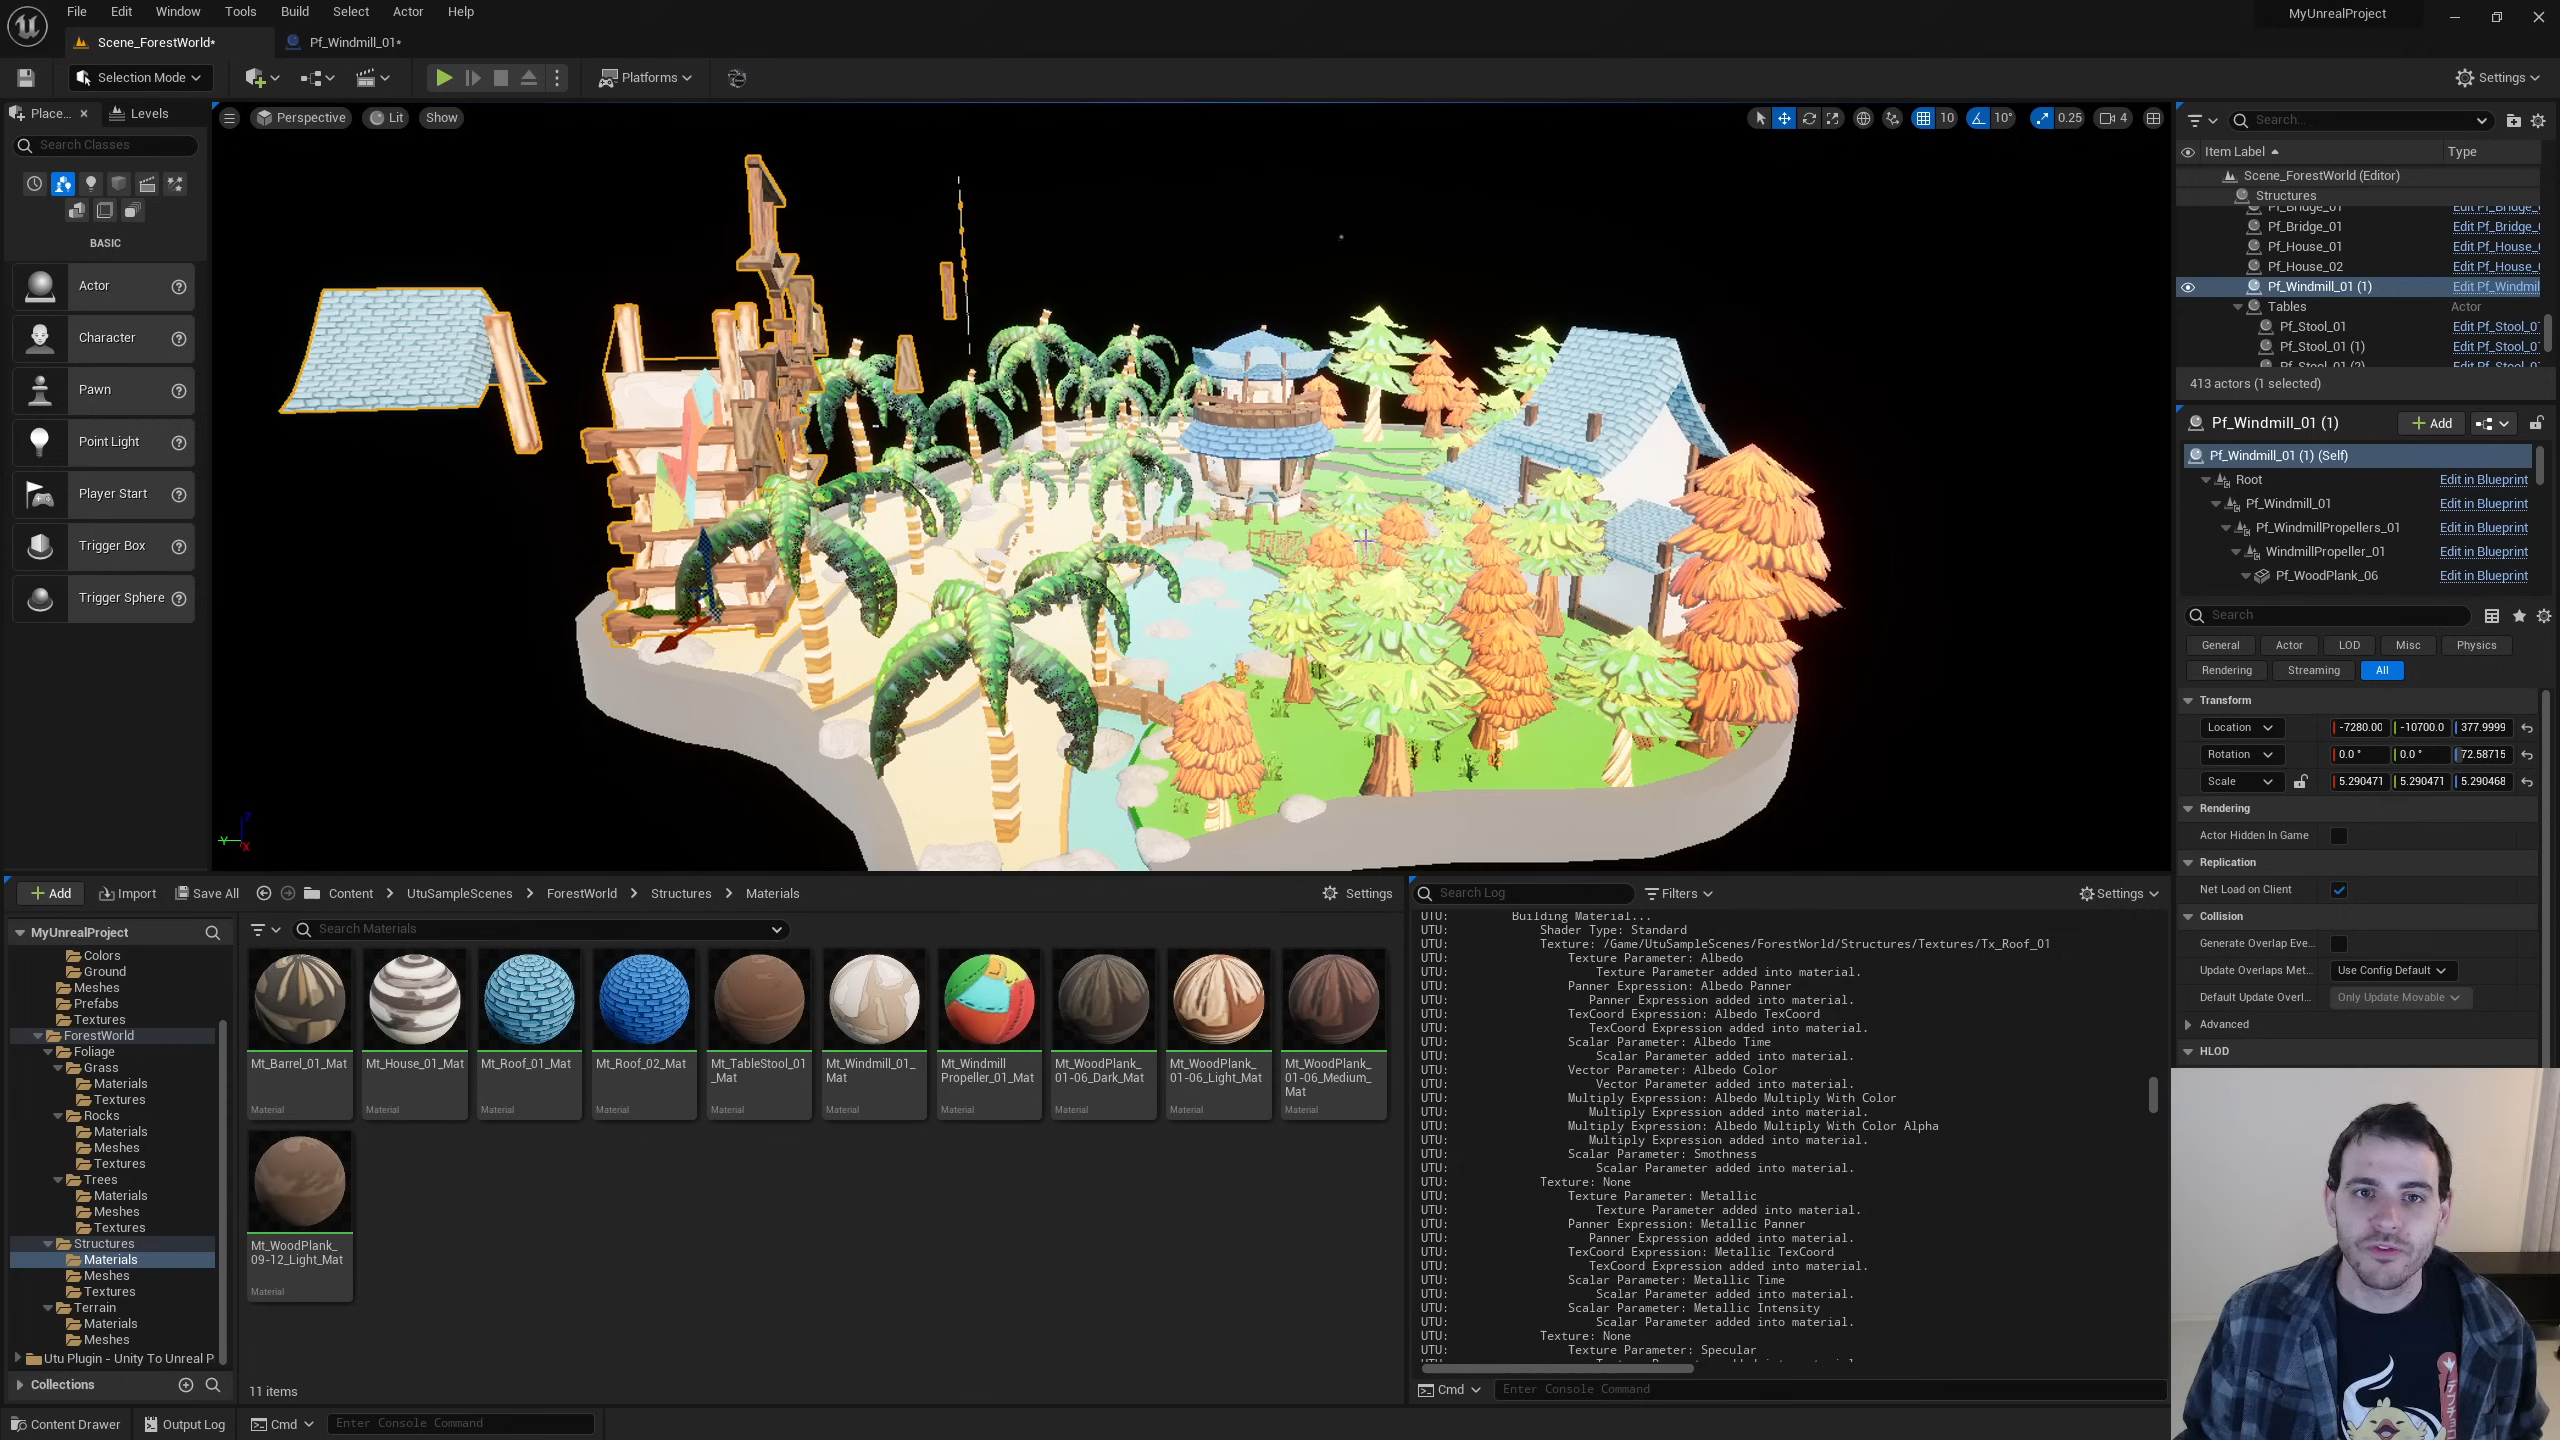 File Edit Window Tools Build Select Actor Help
MyUnrealProject
Scene_ForestWorld*
Pf_Windmill_01*
Selection Mode
Platforms
Settings
Place...
Levels
Search Classes
BASIC
Actor
Character
Pawn
Point Light
Player Start
Trigger Box
Trigger Sphere
Perspective
Lit
Show
10
10°
0.25
4
Search...
Item Label
Type
Scene_ForestWorld (Editor)
Structures
Pf_Bridge_01 Edit Pf_Bridge_
Pf_Bridge_01 Edit Pf_Bridge_
Pf_House_01 Edit Pf_House_
Pf_House_02 Edit Pf_House_
Pf_Windmill_01 (1) Edit Pf_Windmil
Tables Actor
Pf_Stool_01 Edit Pf_Stool_0
Pf_Stool_01 (1) Edit Pf_Stool_0
Pf_Stool_01 (2) Edit Pf_Stool_0
413 actors (1 selected)
Pf_Windmill_01 (1)
Add
Pf_Windmill_01 (1) (Self)
Root Edit in Blueprint
Pf_Windmill_01 Edit in Blueprint
Pf_WindmillPropellers_01 Edit in Blueprint
WindmillPropeller_01 Edit in Blueprint
Pf_WoodPlank_06 Edit in Blueprint
Search
General Actor LOD Misc Physics
Rendering Streaming All
Transform
Location -7280.00 -10700.0 377.9999
Rotation 0.0 ° 0.0 ° 72.58715
Scale 5.290471 5.290471 5.290468
Rendering
Actor Hidden In Game
Replication
Net Load on Client
Collision
Generate Overlap Eve...
Update Overlaps Met... Use Config Default
Default Update Overl... Only Update Movable
Advanced
HLOD
Add Import Save All Content UtuSampleScenes ForestWorld Structures Materials Settings
MyUnrealProject
Colors
Ground
Meshes
Prefabs
Textures
ForestWorld
Foliage
Grass
Materials
Textures
Rocks
Materials
Meshes
Textures
Trees
Materials
Meshes
Textures
Structures
Materials
Meshes
Textures
Terrain
Materials
Meshes
Utu Plugin - Unity To Unreal P
Collections
Search Materials
Mt_Barrel_01_Mat
Material
Mt_House_01_Mat
Material
Mt_Roof_01_Mat
Material
Mt_Roof_02_Mat
Material
Mt_TableStool_01
_Mat
Material
Mt_Windmill_01_
Mat
Material
Mt_Windmill
Propeller_01_Mat
Material
Mt_WoodPlank_
01-06_Dark_Mat
Material
Mt_WoodPlank_
01-06_Light_Mat
Material
Mt_WoodPlank_
01-06_Medium_
Mat
Material
Mt_WoodPlank_
09-12_Light_Mat
Material
11 items
Search Log
Filters
Settings
UTU: Building Material...
UTU: Shader Type: Standard
UTU: Texture: /Game/UtuSampleScenes/ForestWorld/Structures/Textures/Tx_Roof_01
UTU: Texture Parameter: Albedo
UTU: Texture Parameter added into material.
UTU: Panner Expression: Albedo Panner
UTU: Panner Expression added into material.
UTU: TexCoord Expression: Albedo TexCoord
UTU: TexCoord Expression added into material.
UTU: Scalar Parameter: Albedo Time
UTU: Scalar Parameter added into material.
UTU: Vector Parameter: Albedo Color
UTU: Vector Parameter added into material.
UTU: Multiply Expression: Albedo Multiply With Color
UTU: Multiply Expression added into material.
UTU: Multiply Expression: Albedo Multiply With Color Alpha
UTU: Multiply Expression added into material.
UTU: Scalar Parameter: Smothness
UTU: Scalar Parameter added into material.
UTU: Texture: None
UTU: Texture Parameter: Metallic
UTU: Texture Parameter added into material.
UTU: Panner Expression: Metallic Panner
UTU: Panner Expression added into material.
UTU: TexCoord Expression: Metallic TexCoord
UTU: TexCoord Expression added into material.
UTU: Scalar Parameter: Metallic Time
UTU: Scalar Parameter added into material.
UTU: Scalar Parameter: Metallic Intensity
UTU: Scalar Parameter added into material.
UTU: Texture: None
UTU: Texture Parameter: Specular
Cmd
Enter Console Command
Content Drawer
Output Log
Cmd
Enter Console Command